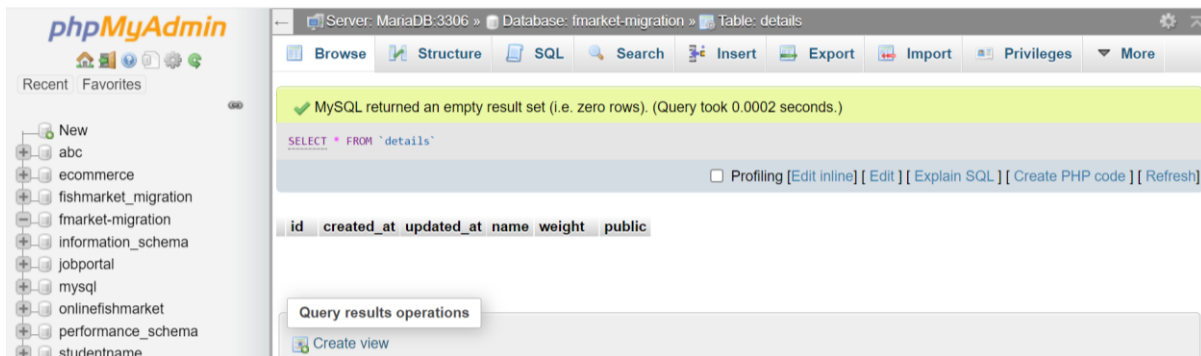 phpMyAdmin
Recent Favorites
New
abc
ecommerce
fishmarket_migration
fmarket-migration
information_schema
jobportal
mysql
onlinefishmarket
performance_schema
studentname
Server: MariaDB:3306 » Database: fmarket-migration » Table: details
Browse Structure SQL Search Insert Export Import Privileges More
MySQL returned an empty result set (i.e. zero rows). (Query took 0.0002 seconds.)
SELECT * FROM `details`
Profiling [Edit inline] [ Edit ] [ Explain SQL ] [ Create PHP code ] [ Refresh]
id created_at updated_at name weight public
Query results operations
Create view